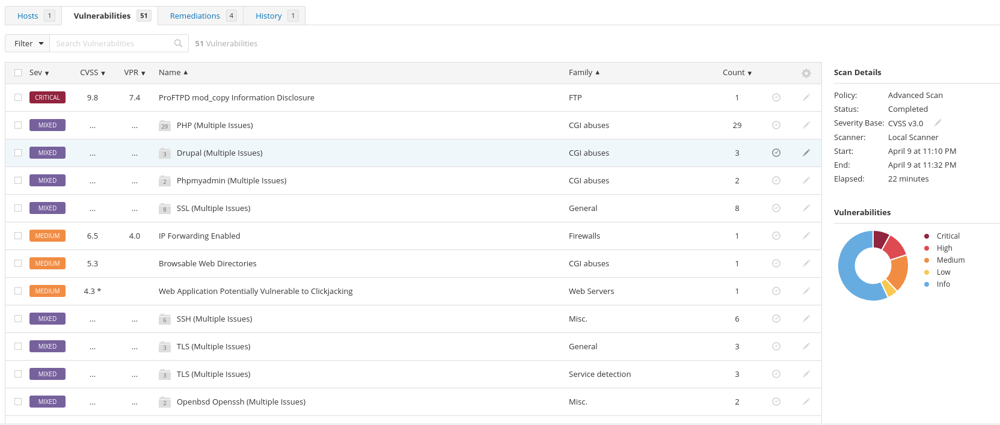 Hosts 1 Vulnerabilities 51 Remediations 4 History 1
Filter Search Vulnerabilities 51 Vulnerabilities
Sev CVSS VPR Name Family Count
CRITICAL 9.8 7.4 ProFTPD mod_copy Information Disclosure FTP 1
MIXED ... ... 29 PHP (Multiple Issues) CGI abuses 29
MIXED ... ... 3 Drupal (Multiple Issues) CGI abuses 3
MIXED ... ... 2 Phpmyadmin (Multiple Issues) CGI abuses 2
MIXED ... ... 8 SSL (Multiple Issues) General 8
MEDIUM 6.5 4.0 IP Forwarding Enabled Firewalls 1
MEDIUM 5.3 Browsable Web Directories CGI abuses 1
MEDIUM 4.3 * Web Application Potentially Vulnerable to Clickjacking Web Servers 1
MIXED ... ... 6 SSH (Multiple Issues) Misc. 6
MIXED ... ... 3 TLS (Multiple Issues) General 3
MIXED ... ... 3 TLS (Multiple Issues) Service detection 3
MIXED ... ... 2 Openbsd Openssh (Multiple Issues) Misc. 2
Scan Details
Policy: Advanced Scan
Status: Completed
Severity Base: CVSS v3.0
Scanner: Local Scanner
Start: April 9 at 11:10 PM
End: April 9 at 11:32 PM
Elapsed: 22 minutes
Vulnerabilities
Critical
High
Medium
Low
Info